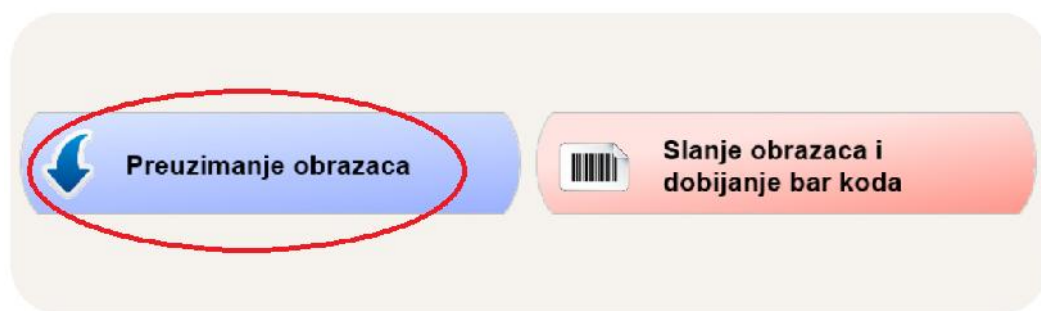 Preuzimanje obrazaca
Slanje obrazaca i
dobijanje bar koda